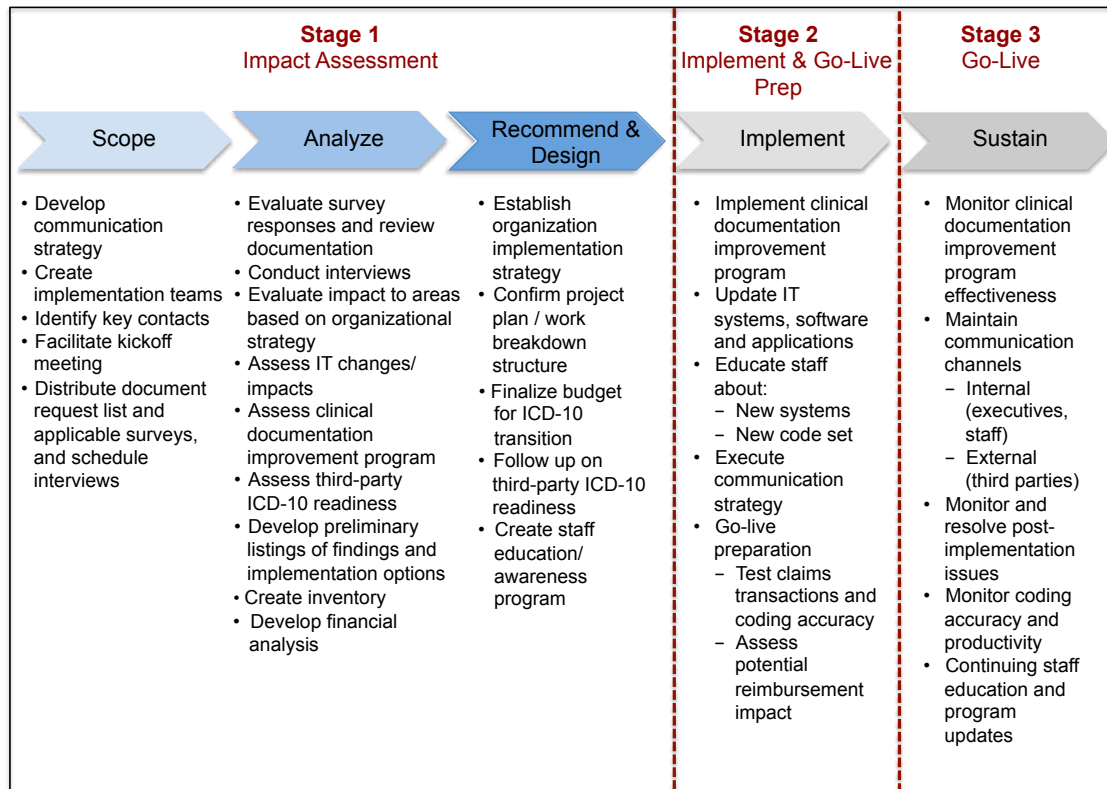 Stage 1
Impact Assessment
Stage 2
Implement & Go-Live
Prep
Stage 3
Go-Live
Scope
Analyze
Recommend &
Design
Implement
Sustain
• Develop
communication
strategy
• Create
implementation teams
• Identify key contacts
• Facilitate kickoff
meeting
• Distribute document
request list and
applicable surveys,
and schedule
interviews
• Evaluate survey
responses and review
documentation
• Conduct interviews
• Evaluate impact to areas
based on organizational
strategy
• Assess IT changes/
impacts
• Assess clinical
documentation
improvement program
• Assess third-party
ICD-10 readiness
• Develop preliminary
listings of findings and
implementation options
• Create inventory
• Develop financial
analysis
• Establish
organization
implementation
strategy
• Confirm project
plan / work
breakdown
structure
• Finalize budget
for ICD-10
transition
• Follow up on
third-party ICD-10
readiness
• Create staff
education/
awareness
program
• Implement clinical
documentation
improvement
program
• Update IT
systems, software
and applications
• Educate staff
about:
– New systems
– New code set
• Execute
communication
strategy
• Go-live
preparation
– Test claims
transactions and
coding accuracy
– Assess
potential
reimbursement
impact
• Monitor clinical
documentation
improvement
program
effectiveness
• Maintain
communication
channels
– Internal
(executives,
staff)
– External
(third parties)
• Monitor and
resolve post-
implementation
issues
• Monitor coding
accuracy and
productivity
• Continuing staff
education and
program
updates